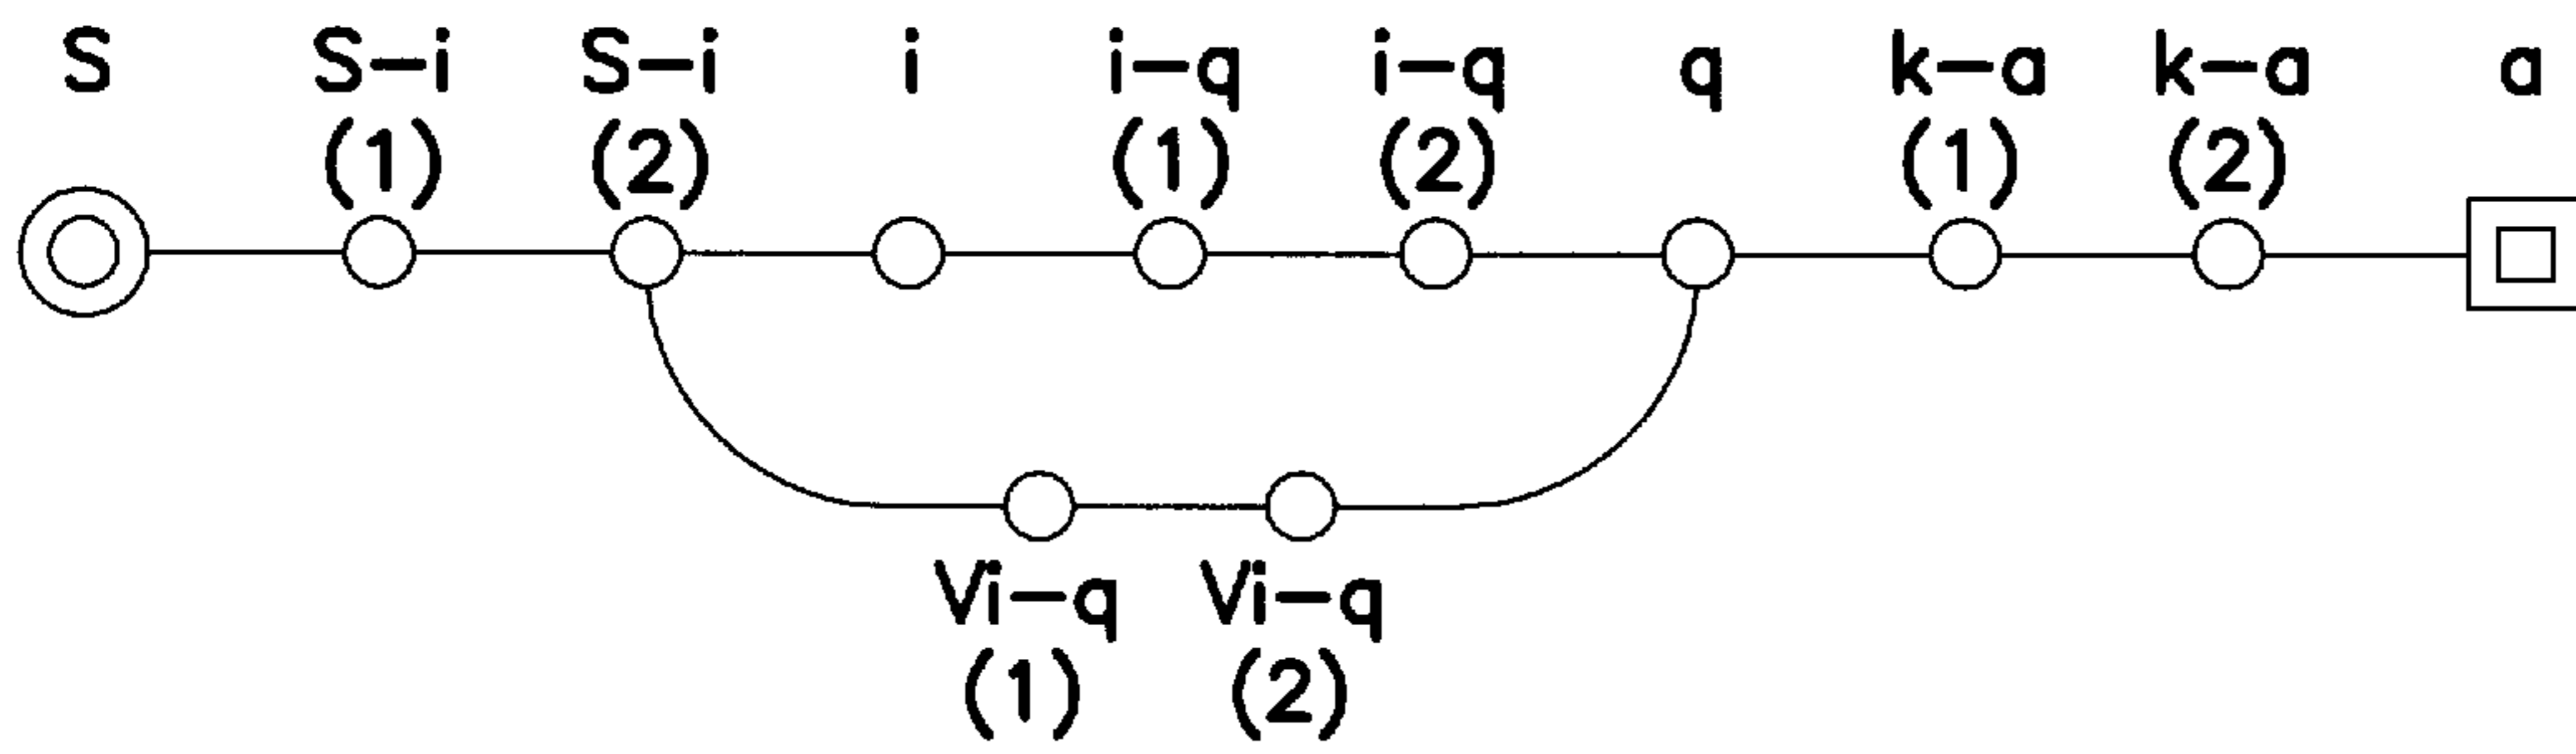 S S-i S-i i i-q i-q q k-a k-a a
(1) (2) (1) (2) (1) (2)
Vi-q Vi-q
(1) (2)